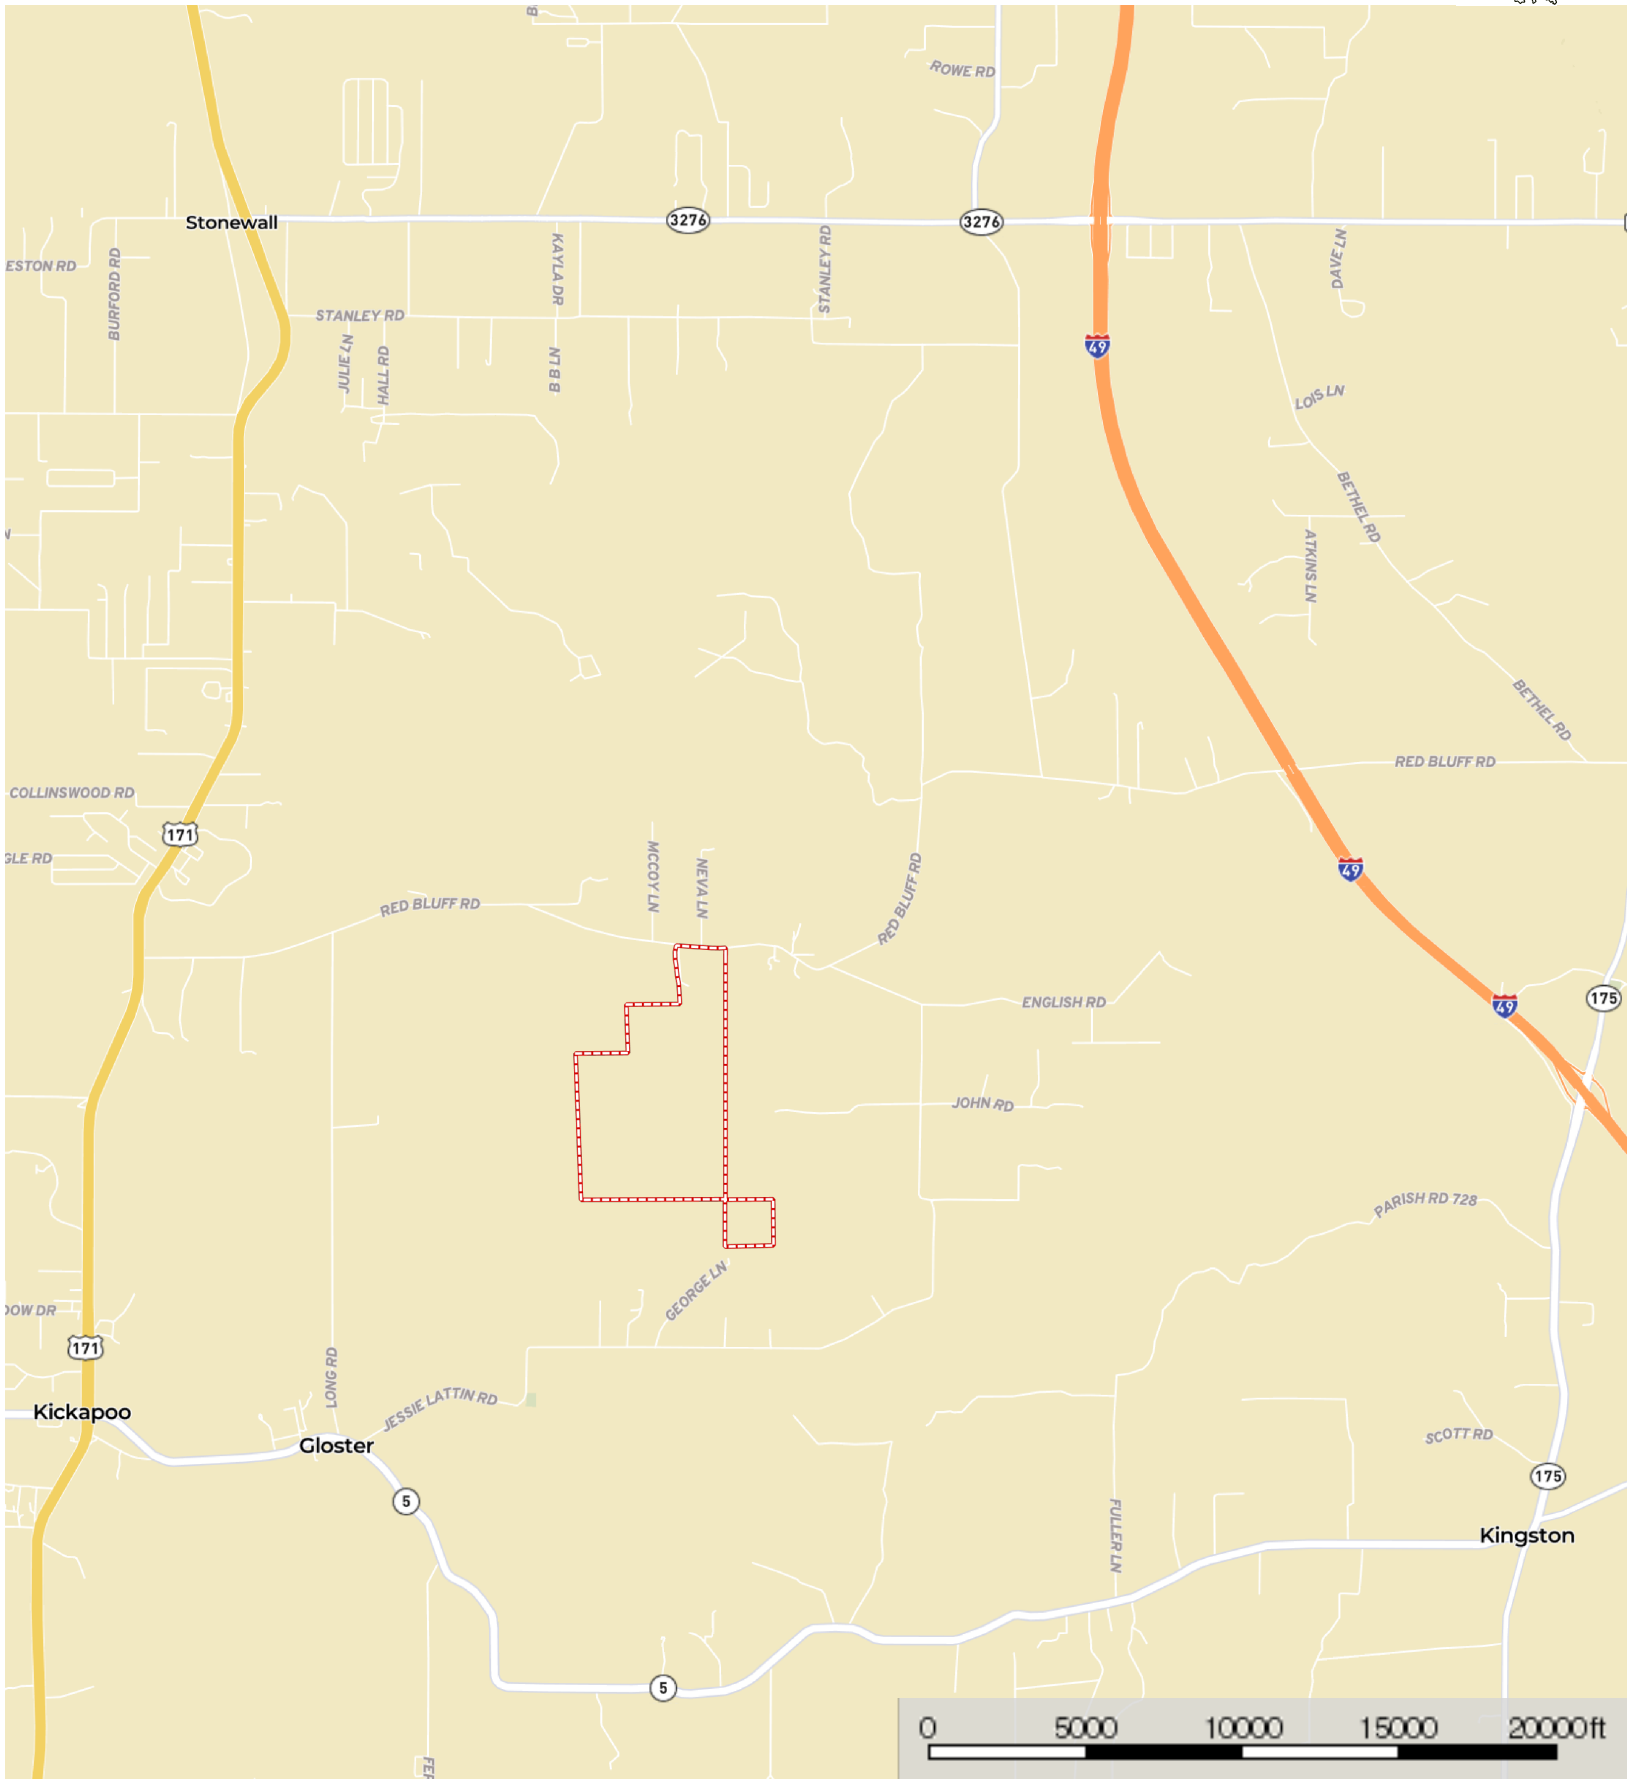 ROWE RD
Stonewall
3276
3276
ESTON RD
BURFORD RD
KAYLA DR
STANLEY RD
DAVE LN
STANLEY RD
JULIE LN
HALL RD
B B LN
49
LOIS LN
BETHEL RD
ATKINS LN
BETHEL RD
RED BLUFF RD
COLLINSWOOD RD
171
GLE RD
MCCOY LN
NEVA LN
RED BLUFF RD
49
RED BLUFF RD
ENGLISH RD
49
175
JOHN RD
PARISH RD 728
GEORGE LN
DOW DR
171
LONG RD
JESSIE LATTIN RD
Kickapoo
Gloster
SCOTT RD
175
5
FULLER LN
Kingston
5
0 5000 10000 15000 20000ft
FER